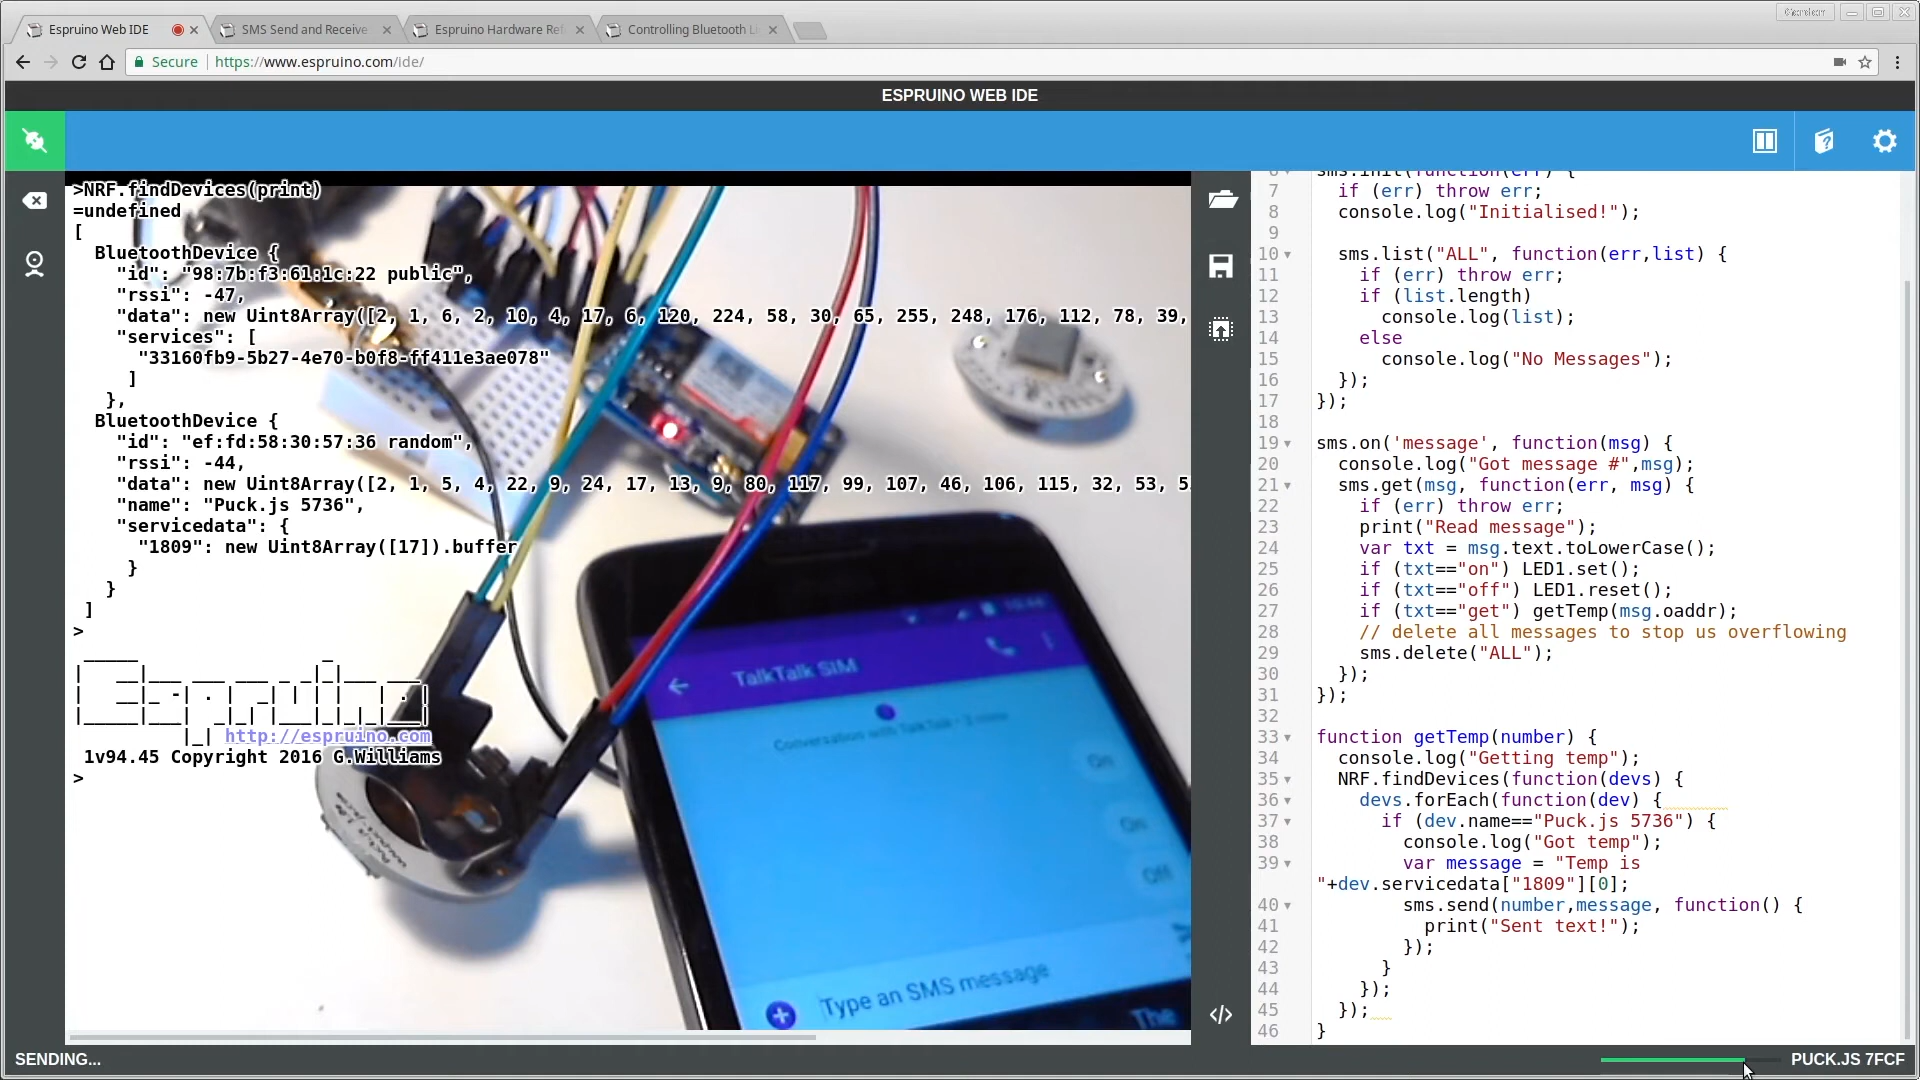 Espruino Web IDE
SMS Send and Receive
Espruino Hardware Ref
Controlling Bluetooth Li
Secure
https://www.espruino.com/ide/
ESPRUINO WEB IDE
>NRF.findDevices(print)
=undefined
[
BluetoothDevice {
"id": "98:7b:f3:61:1c:22 public",
"rssi": -47,
"data": new Uint8Array([2, 1, 6, 2, 10, 4, 17, 6, 120, 224, 58, 30, 65, 255, 248, 176, 112, 78, 39,
"services": [
"33160fb9-5b27-4e70-b0f8-ff411e3ae078"
]
},
BluetoothDevice {
"id": "ef:fd:58:30:57:36 random",
"rssi": -44,
"data": new Uint8Array([2, 1, 5, 4, 22, 9, 24, 17, 13, 9, 80, 117, 99, 107, 46, 106, 115, 32, 53, 5
"name": "Puck.js 5736",
"servicedata": {
"1809": new Uint8Array([17]).buffer
}
}
]
>
http://espruino.com
1v94.45 Copyright 2016 G.Williams
>
TalkTalk SIM
Conversation with TalkTalk
On
On
Off
Type an SMS message
The
6 sms.init(function(err) {
7 if (err) throw err;
8 console.log("Initialised!");
9
10 sms.list("ALL", function(err,list) {
11 if (err) throw err;
12 if (list.length)
13 console.log(list);
14 else
15 console.log("No Messages");
16 });
17 });
18
19 sms.on('message', function(msg) {
20 console.log("Got message #",msg);
21 sms.get(msg, function(err, msg) {
22 if (err) throw err;
23 print("Read message");
24 var txt = msg.text.toLowerCase();
25 if (txt=="on") LED1.set();
26 if (txt=="off") LED1.reset();
27 if (txt=="get") getTemp(msg.oaddr);
28 // delete all messages to stop us overflowing
29 sms.delete("ALL");
30 });
31 });
32
33 function getTemp(number) {
34 console.log("Getting temp");
35 NRF.findDevices(function(devs) {
36 devs.forEach(function(dev) {
37 if (dev.name=="Puck.js 5736") {
38 console.log("Got temp");
39 var message = "Temp is
"+dev.servicedata["1809"][0];
40 sms.send(number,message, function() {
41 print("Sent text!");
42 });
43 }
44 });
45 });
46 }
SENDING...
PUCK.JS 7FCF